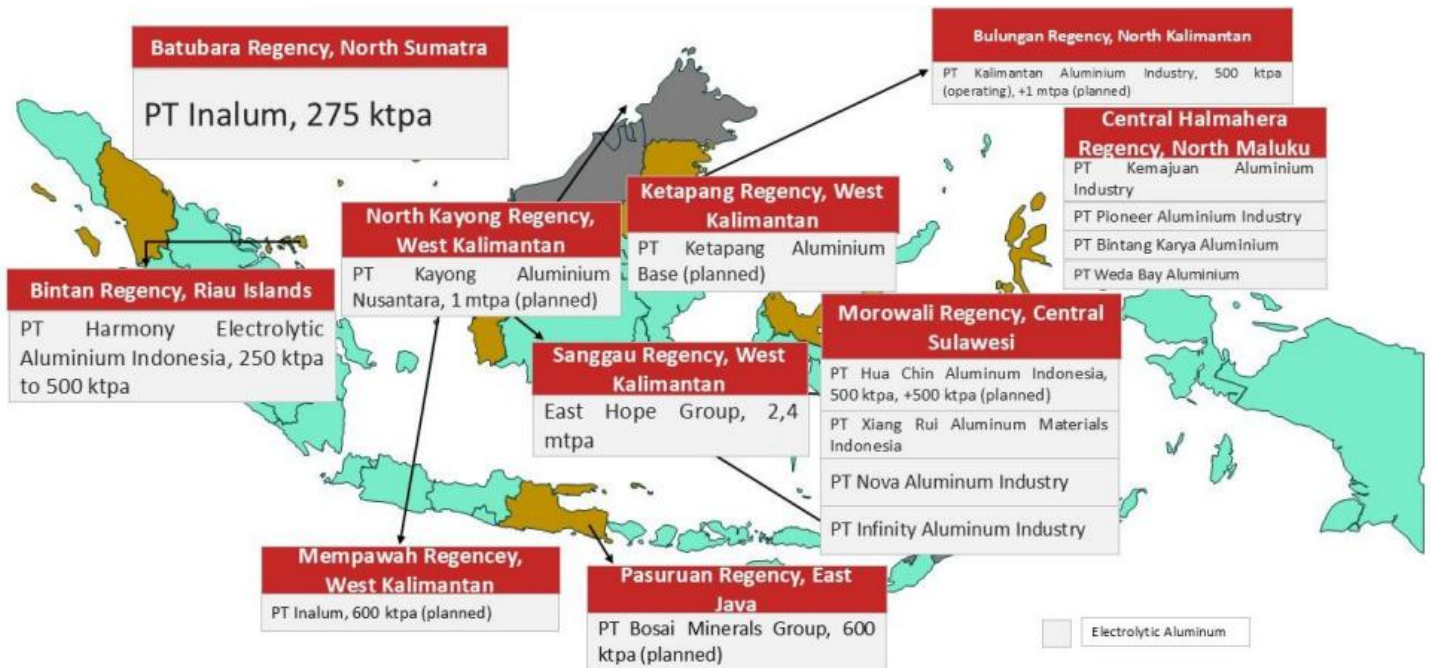 Batubara Regency, North Sumatra
PT Inalum, 275 ktpa
Bulungan Regency, North Kalimantan
PT Kalimantan Aluminium Industry, 500 ktpa
(operating), +1 mtpa (planned)
Central Halmahera
Regency, North Maluku
PT Kemajuan Aluminium
Industry
PT Pioneer Aluminium Industry
PT Bintang Karya Aluminium
PT Weda Bay Aluminium
Ketapang Regency, West
Kalimantan
PT Ketapang Aluminium
Base (planned)
North Kayong Regency,
West Kalimantan
PT Kayong Aluminium
Nusantara, 1 mtpa (planned)
Bintan Regency, Riau Islands
PT Harmony Electrolytic
Aluminium Indonesia, 250 ktpa
to 500 ktpa
Morowali Regency, Central
Sulawesi
PT Hua Chin Aluminum Indonesia,
500 ktpa, +500 ktpa (planned)
PT Xiang Rui Aluminum Materials
Indonesia
PT Nova Aluminum Industry
PT Infinity Aluminum Industry
Sanggau Regency, West
Kalimantan
East Hope Group, 2,4
mtpa
Mempawah Regencey,
West Kalimantan
PT Inalum, 600 ktpa (planned)
Pasuruan Regency, East
Java
PT Bosai Minerals Group, 600
ktpa (planned)
Electrolytic Aluminum